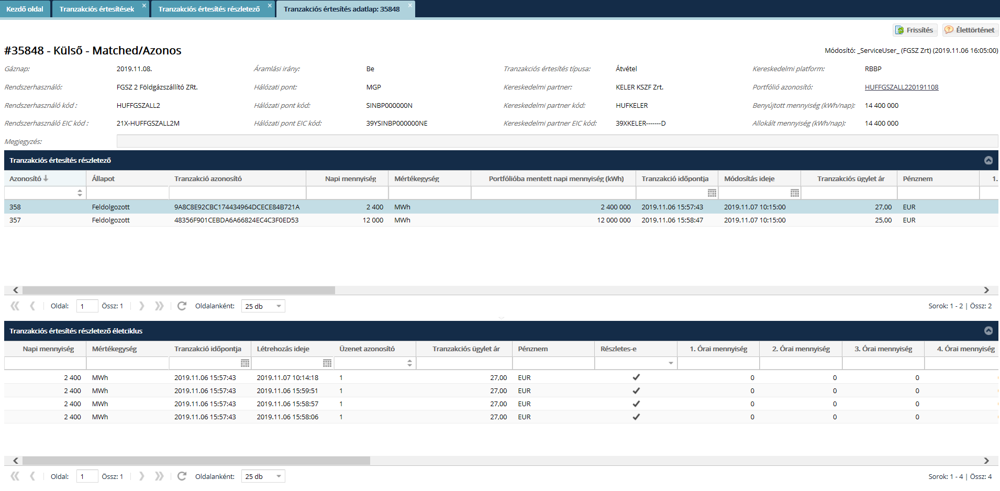 Kezdő oldal Tranzakciós értesítések Tranzakciós értesítés részletező Tranzakciós értesítés adatlap: 35848
Frissítés Élettörténet
#35848 - Külső - Matched/Azonos Módosító: _ServiceUser_ (FGSZ Zrt) (2019.11.06 16:05:00)
Gáznap: 2019.11.08. Áramlási irány: Be Tranzakciós értesítés típusa: Átvétel Kereskedelmi platform: RBBP
Rendszerhasználó: FGSZ 2 Földgázszállító ZRt. Hálózati pont: MGP Kereskedelmi partner: KELER KSZF Zrt. Portfólió azonosító: HUFFGSZALL220191108
Rendszerhasználó kód : HUFFGSZALL2 Hálózati pont kód: SINBP000000N Kereskedelmi partner kód: HUFKELER Benyújtott mennyiség (kWh/nap): 14 400 000
Rendszerhasználó EIC kód : 21X-HUFFGSZALL2M Hálózati pont EIC kód: 39YSINBP000000NE Kereskedelmi partner EIC kód: 39XKELER-------D Allokált mennyiség (kWh/nap): 14 400 000
Megjegyzés:
Tranzakciós értesítés részletező
Azonosító Állapot Tranzakció azonosító Napi mennyiség Mértékegység Portfólióba mentett napi mennyiség (kWh) Tranzakció időpontja Módosítás ideje Tranzakciós ügylet ár Pénznem 1.
358 Feldolgozott 9A8C8E92CBC174434964DCECE84B721A 2 400 MWh 2 400 000 2019.11.06 15:57:43 2019.11.07 10:15:00 27,00 EUR
357 Feldolgozott 48356F901CEBDA6A66824EC4C3F0ED53 12 000 MWh 12 000 000 2019.11.06 15:58:47 2019.11.07 10:15:00 25,00 EUR
Oldal: 1 Össz: 1 Oldalanként: 25 db Sorok: 1 - 2 | Össz: 2
Tranzakciós értesítés részletező életciklus
Napi mennyiség Mértékegység Tranzakció időpontja Létrehozás ideje Üzenet azonosító Tranzakciós ügylet ár Pénznem Részletes-e 1. Órai mennyiség 2. Órai mennyiség 3. Órai mennyiség 4. Órai mennyiség
2 400 MWh 2019.11.06 15:57:43 2019.11.07 10:14:18 1 27,00 EUR ✓ 0 0 0
2 400 MWh 2019.11.06 15:57:43 2019.11.06 15:59:51 1 27,00 EUR ✓ 0 0 0
2 400 MWh 2019.11.06 15:57:43 2019.11.06 15:58:57 1 27,00 EUR ✓ 0 0 0
2 400 MWh 2019.11.06 15:57:43 2019.11.06 15:58:06 1 27,00 EUR ✓ 0 0 0
Oldal: 1 Össz: 1 Oldalanként: 25 db Sorok: 1 - 4 | Össz: 4